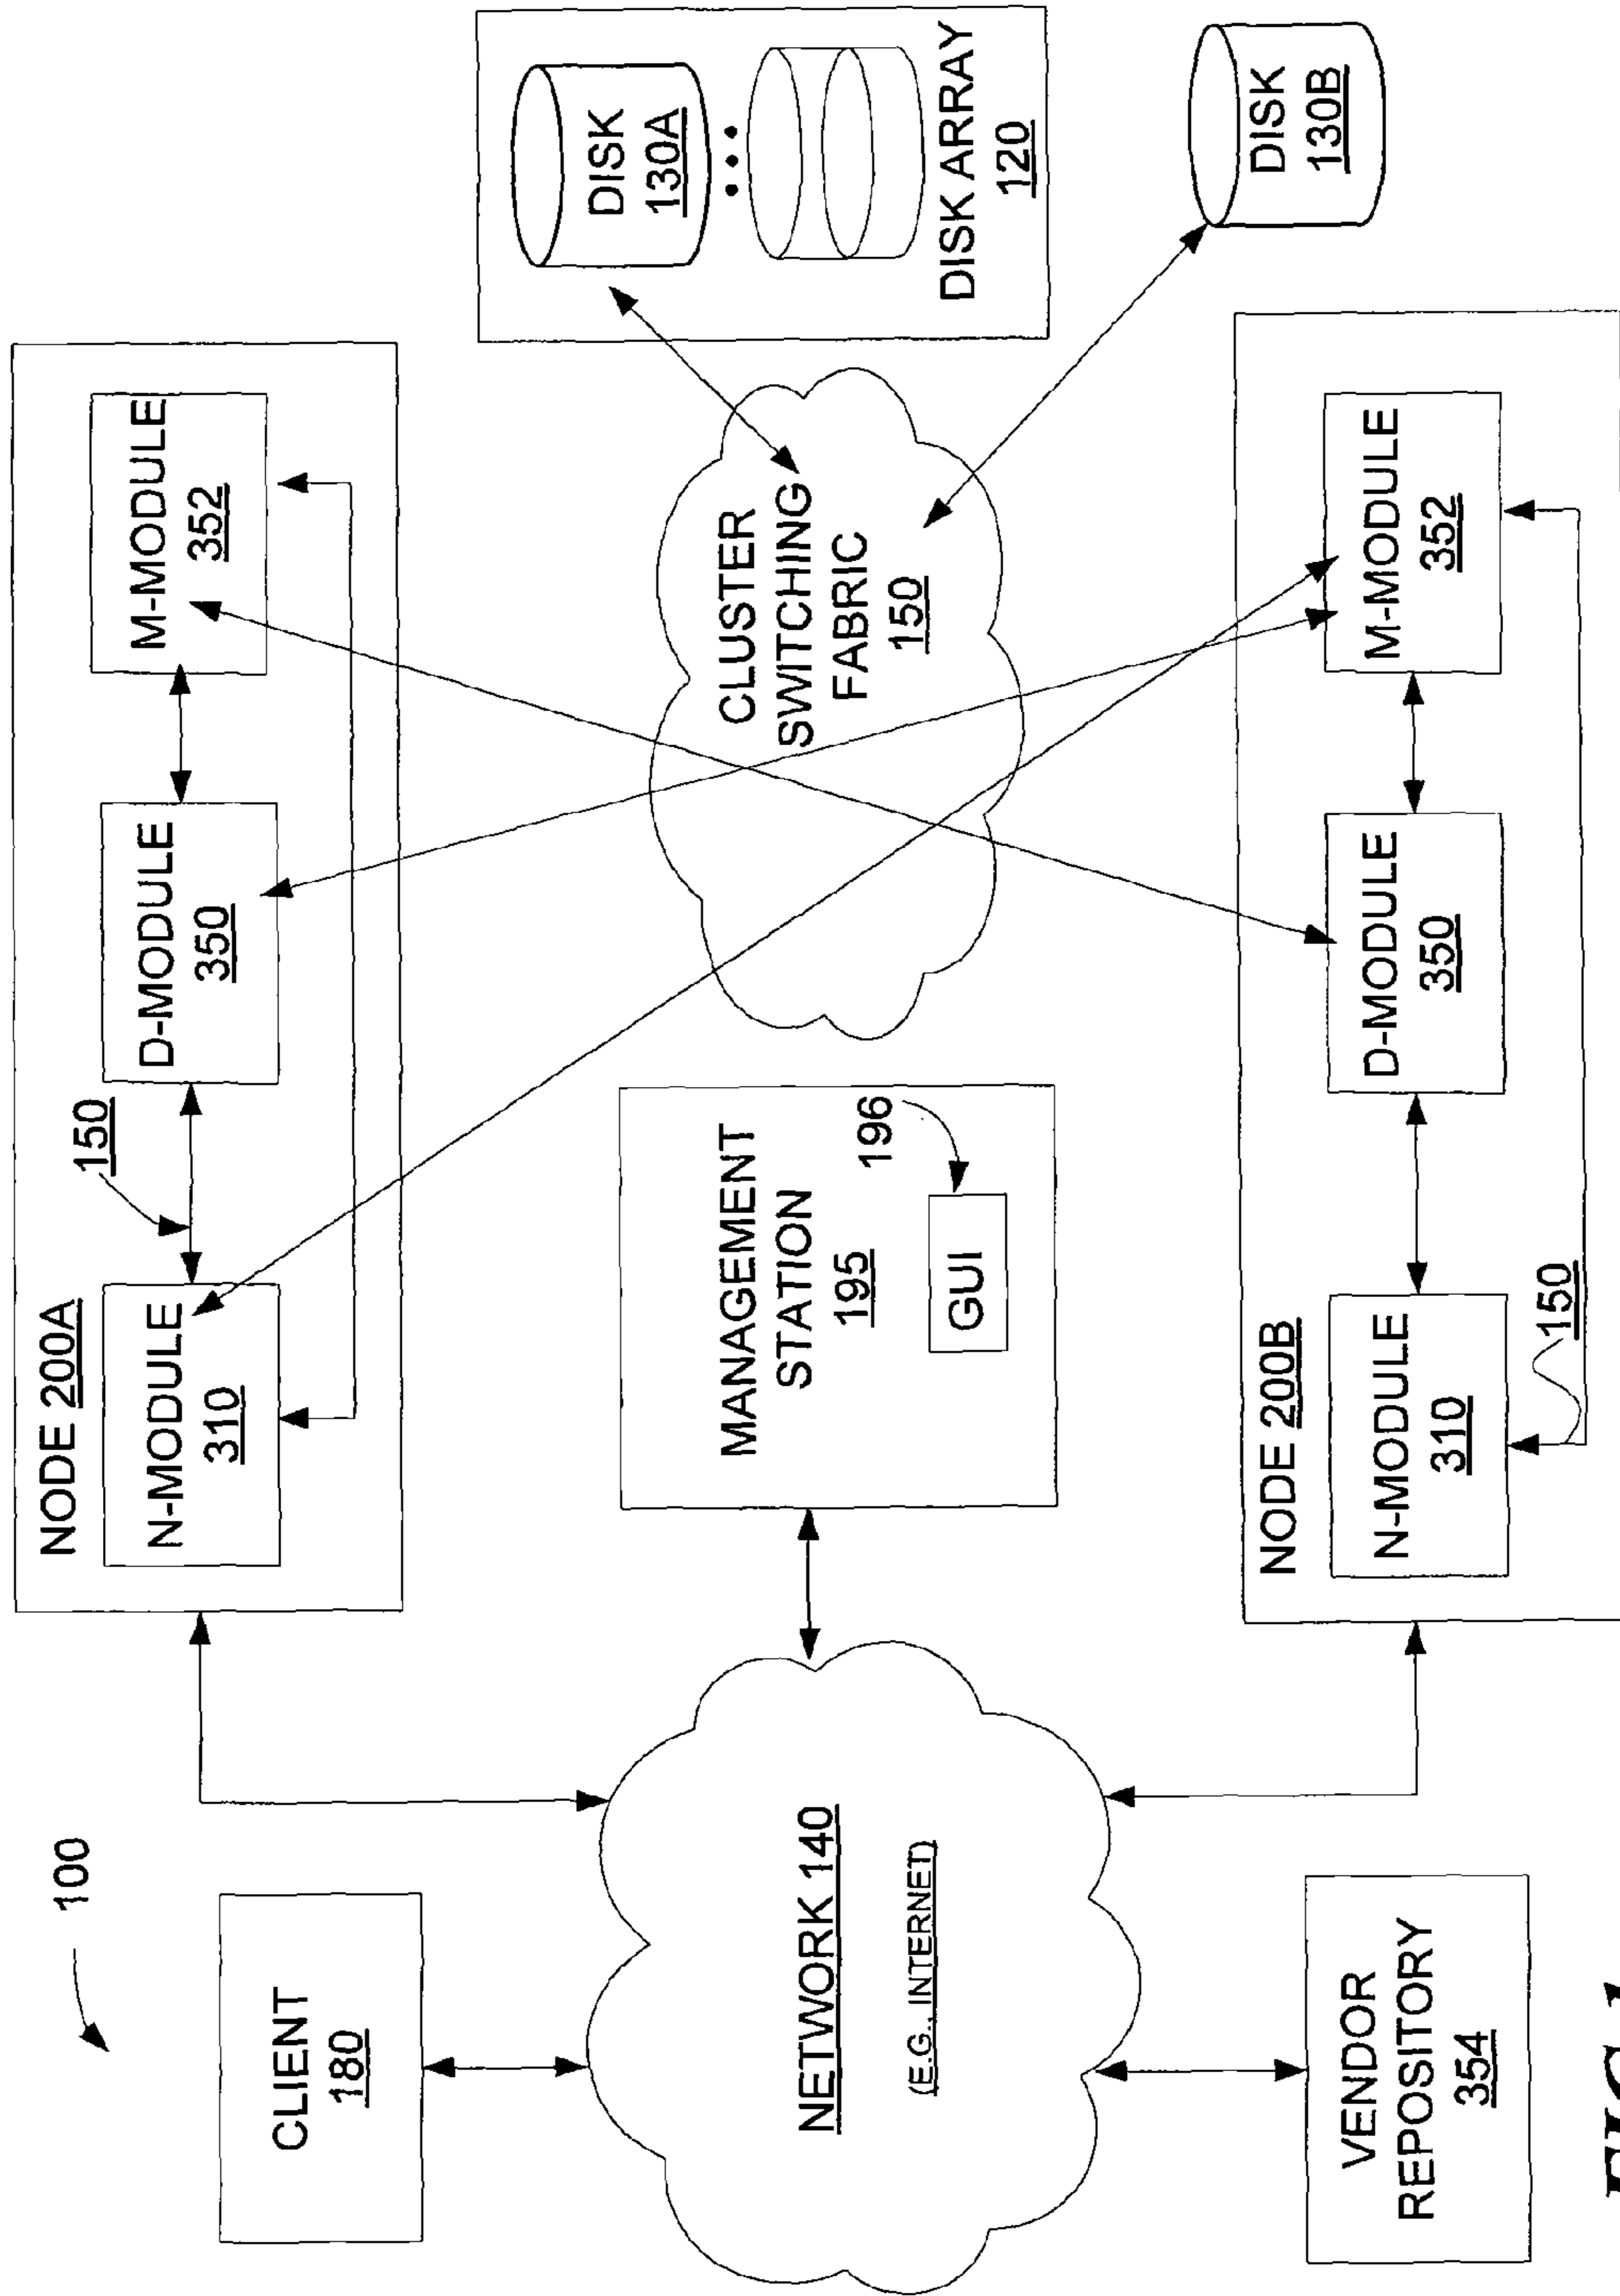 100
CLIENT
180
NETWORK 140
(E.G., INTERNET)
VENDOR
REPOSITORY
354
NODE 200A
N-MODULE
310
150
D-MODULE
350
M-MODULE
352
MANAGEMENT
STATION
195
196
GUI
CLUSTER
SWITCHING
FABRIC
150
DISK
130A
DISK ARRAY
120
DISK
130B
NODE 200B
N-MODULE
310
150
D-MODULE
350
M-MODULE
352
FIG. 1